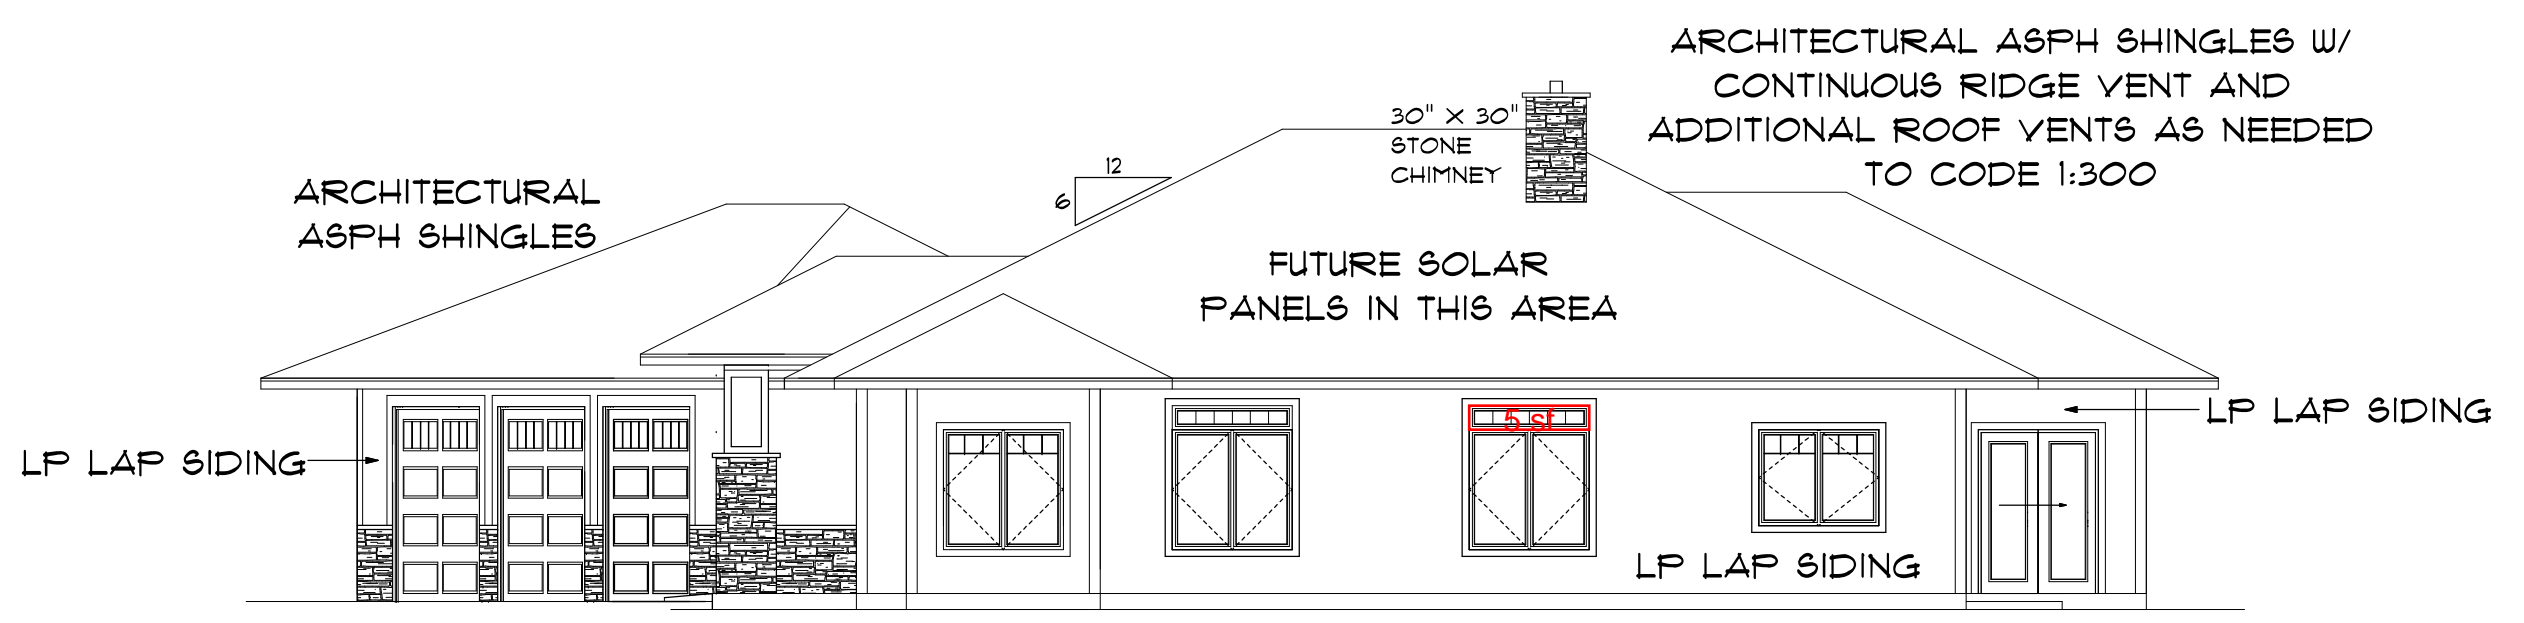 ARCHITECTURAL ASPH SHINGLES W/
CONTINUOUS RIDGE VENT AND
ADDITIONAL ROOF VENTS AS NEEDED
TO CODE 1:300
30" X 30"
STONE
CHIMNEY
12
6
ARCHITECTURAL
ASPH SHINGLES
FUTURE SOLAR
PANELS IN THIS AREA
5 sf
LP LAP SIDING
LP LAP SIDING
LP LAP SIDING